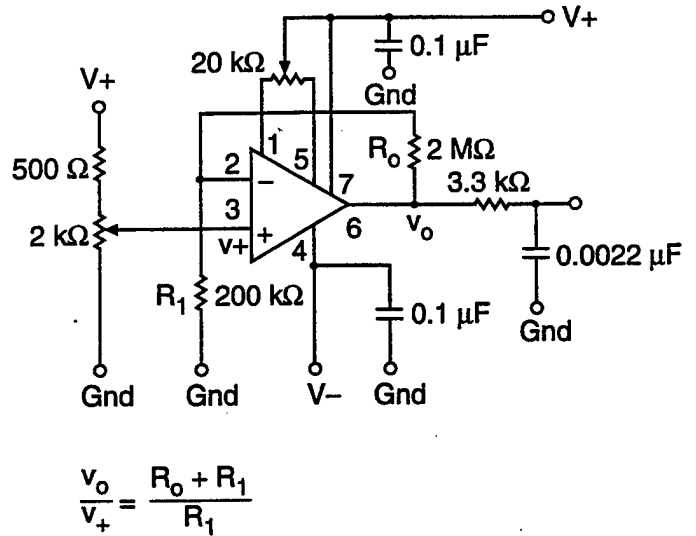 V+
0.1 µF
20 kΩ
Gnd
V+
1
5
R₀ 2 MΩ
500 Ω
2
−
7
3.3 kΩ
3
2 kΩ
v+
+
6
v₀
4
0.0022 µF
R₁ 200 kΩ
0.1 µF
Gnd
Gnd
Gnd
V−
Gnd
v₀/v₊ = (R₀ + R₁)/R₁